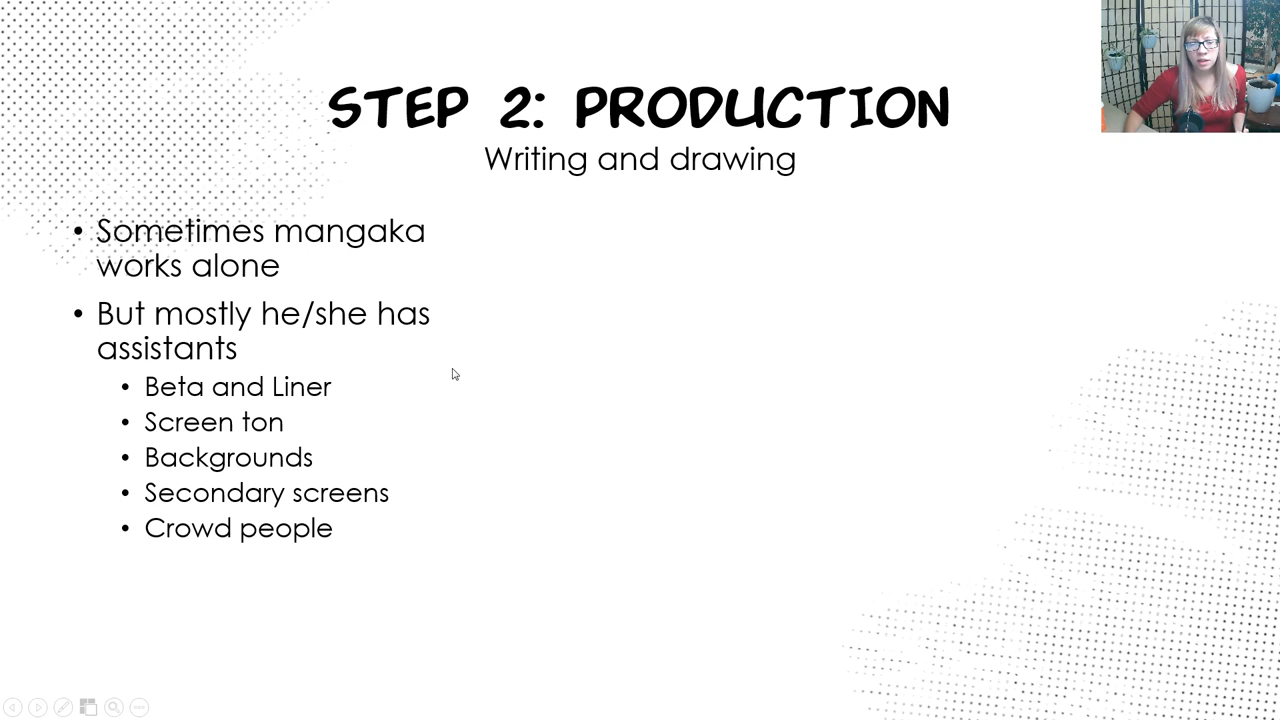 STEP 2: PRODUCTION
Writing and drawing
• Sometimes mangaka
works alone
• But mostly he/she has
assistants
• Beta and Liner
• Screen ton
• Backgrounds
• Secondary screens
• Crowd people